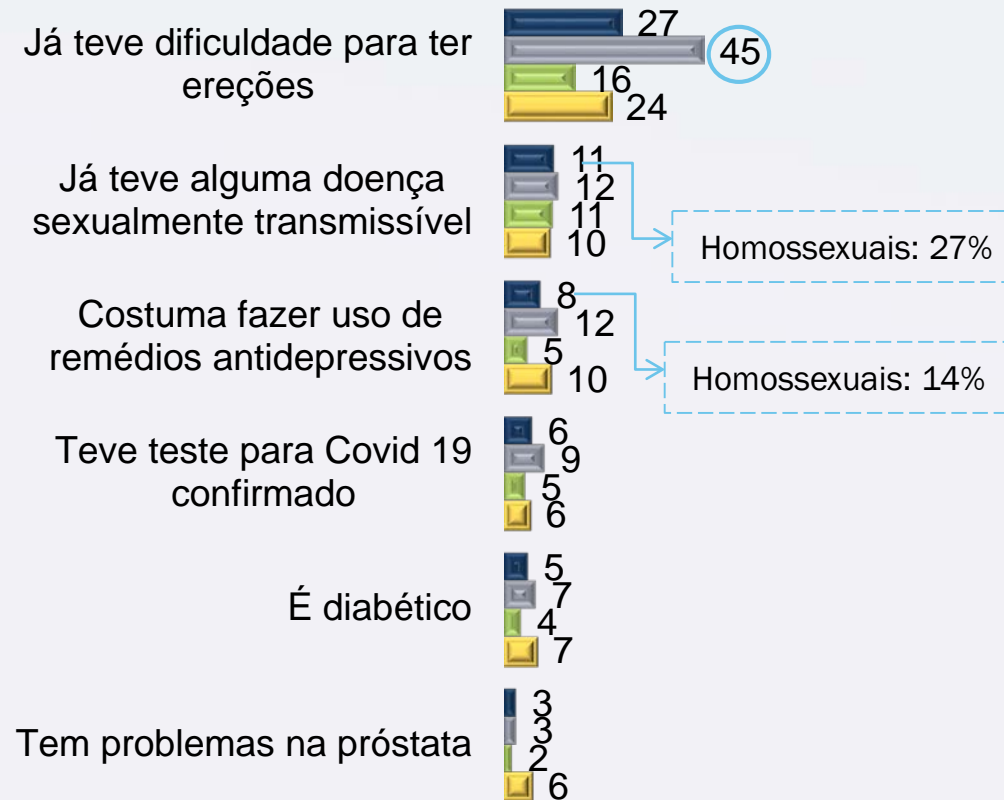 Já teve dificuldade para ter
ereções
27
45
16
24
Já teve alguma doença
sexualmente transmissível
11
12
11
10
Homossexuais: 27%
Costuma fazer uso de
remédios antidepressivos
8
12
5
10
Homossexuais: 14%
Teve teste para Covid 19
confirmado
6
9
5
6
É diabético
5
7
4
7
Tem problemas na próstata
3
3
2
6